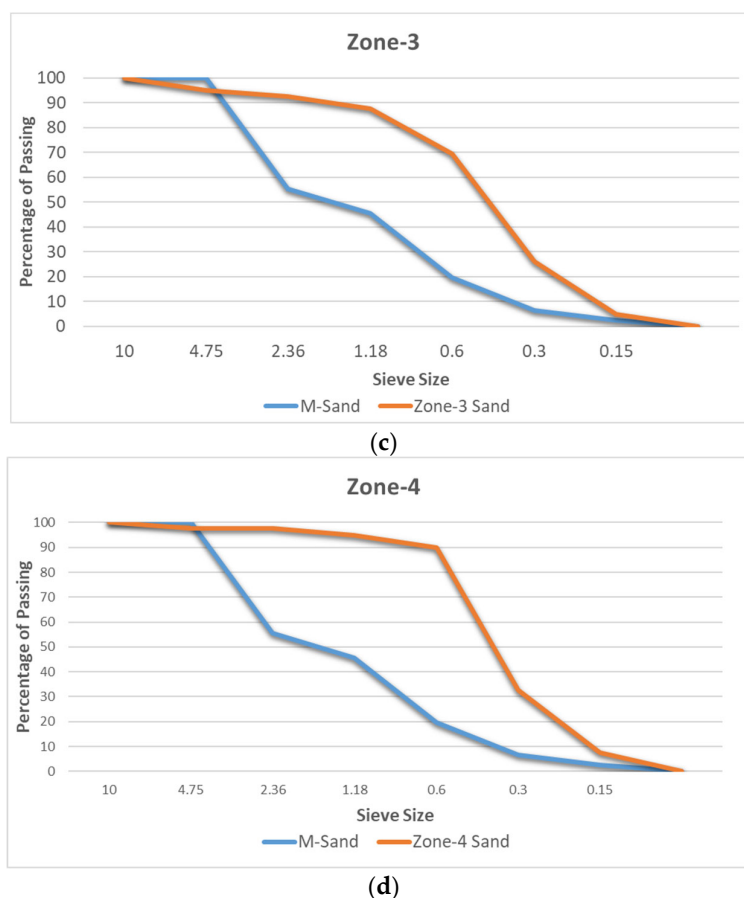 Zone-3
Percentage of Passing
100
90
80
70
60
50
40
30
20
10
0
10 4.75 2.36 1.18 0.6 0.3 0.15
Sieve Size
M-Sand Zone-3 Sand
(c)
Zone-4
Percentage of Passing
100
90
80
70
60
50
40
30
20
10
0
10 4.75 2.36 1.18 0.6 0.3 0.15
Sieve Size
M-Sand Zone-4 Sand
(d)